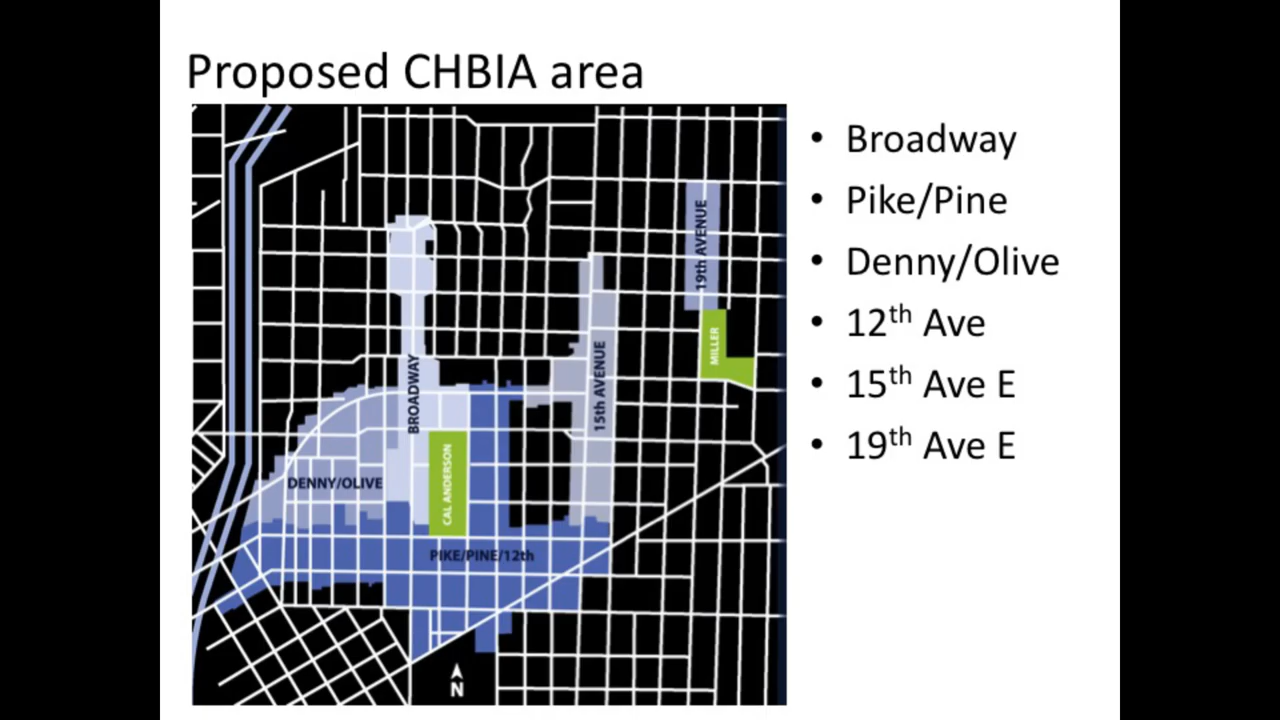 Proposed CHBIA area
• Broadway
• Pike/Pine
• Denny/Olive
• 12th Ave
• 15th Ave E
• 19th Ave E
19th AVENUE
MILLER
15th AVENUE
BROADWAY
CAL ANDERSON
DENNY/OLIVE
PIKE/PINE/12th
N